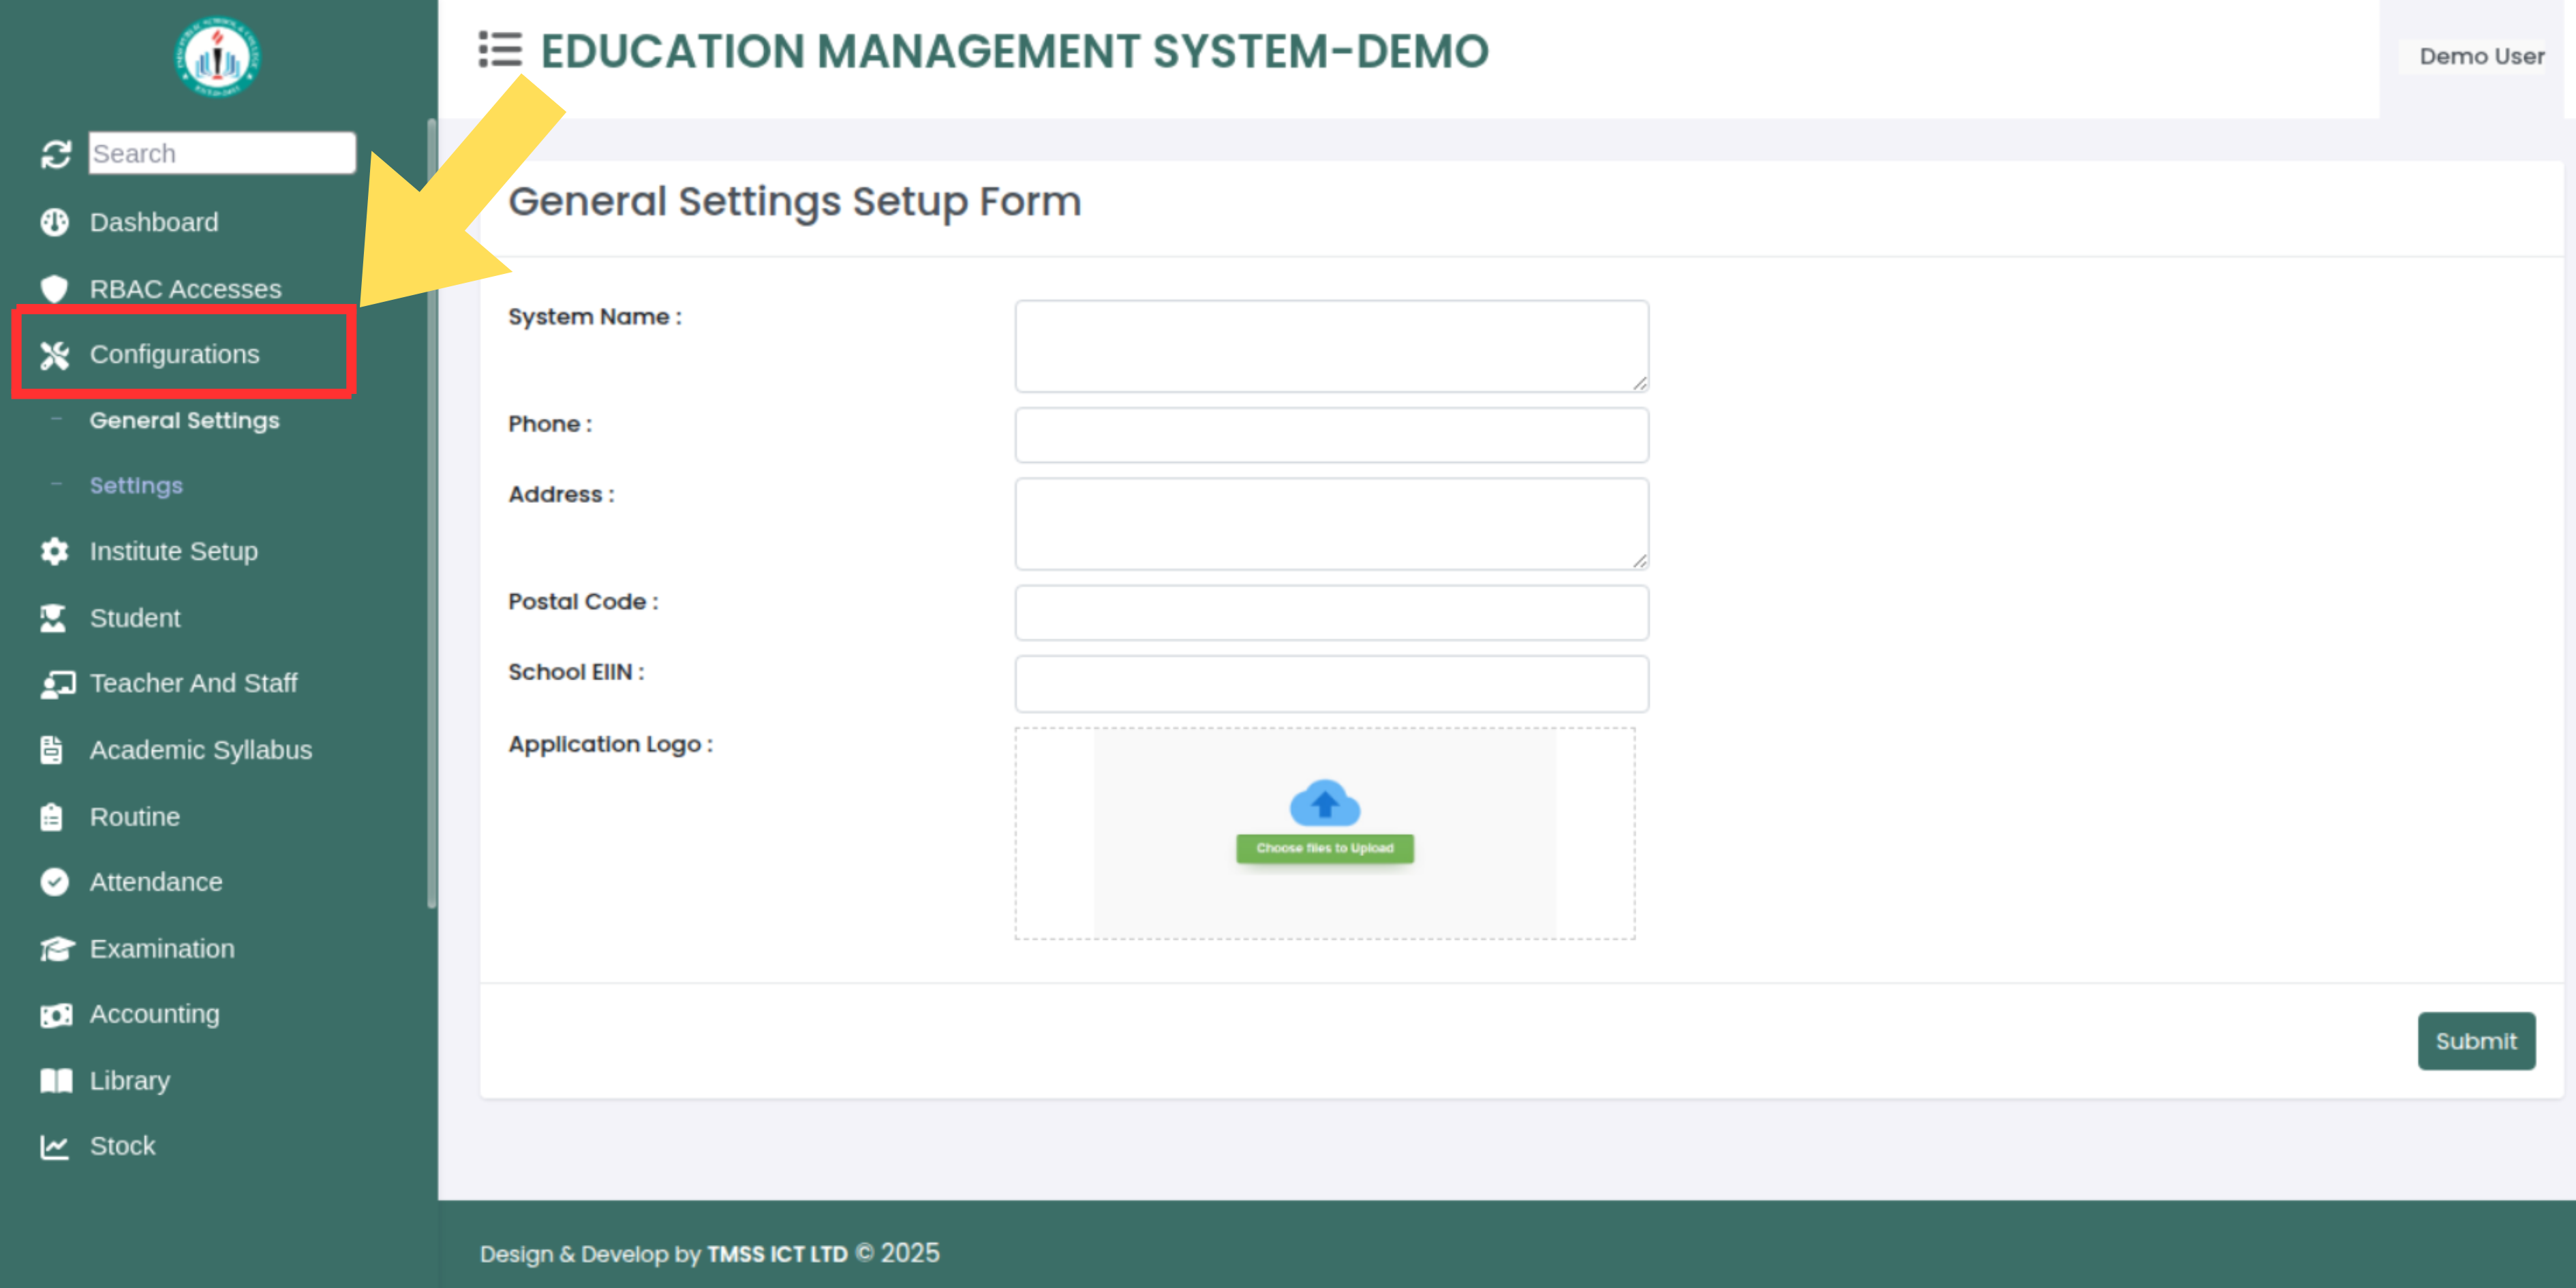 EDUCATION MANAGEMENT SYSTEM-DEMO
Demo User
Search
Dashboard
RBAC Accesses
Configurations
General Settings
Settings
Institute Setup
Student
Teacher And Staff
Academic Syllabus
Routine
Attendance
Examination
Accounting
Library
Stock
General Settings Setup Form
System Name :
Phone :
Address :
Postal Code :
School EIIN :
Application Logo :
Choose files to Upload
Submit
Design & Develop by TMSS ICT LTD © 2025